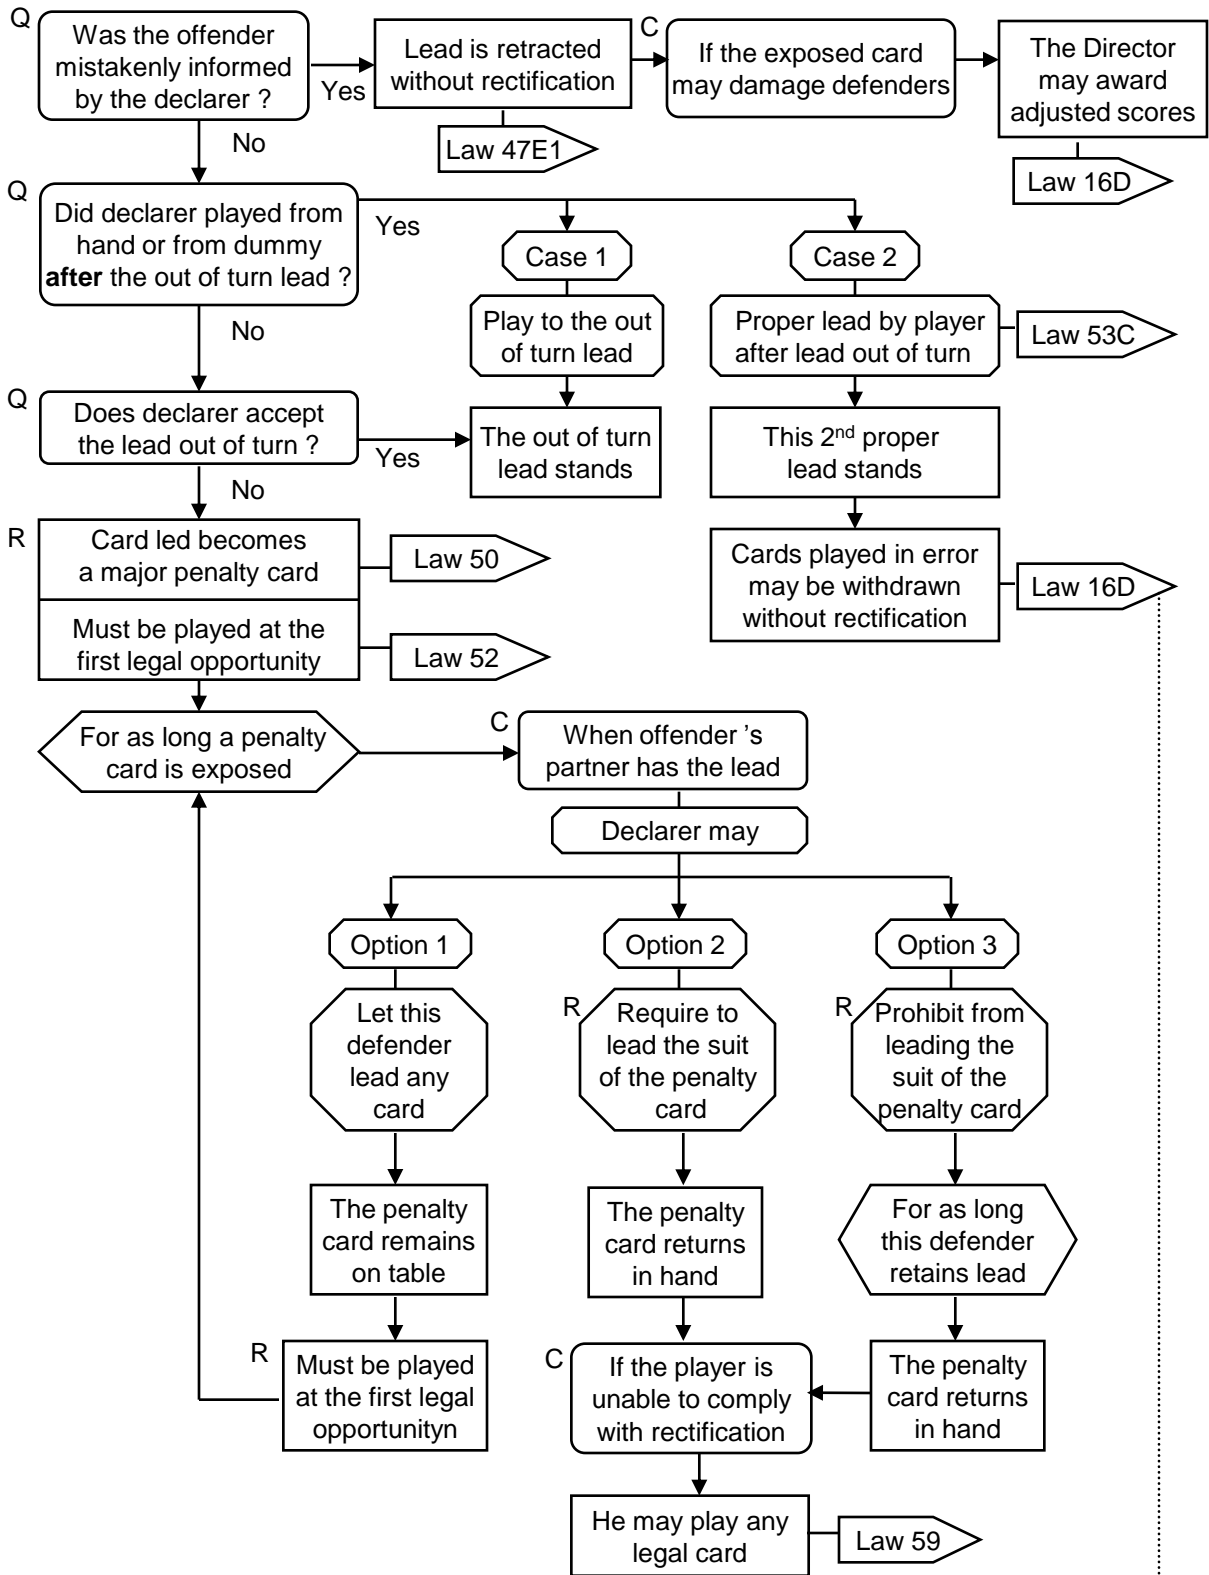 Q
Was the offender
mistakenly informed
by the declarer ?
Yes
Lead is retracted
without rectification
C
If the exposed card
may damage defenders
The Director
may award
adjusted scores
Law 47E1
Law 16D
No
Q
Did declarer played from
hand or from dummy
after the out of turn lead ?
Yes
Case 1
Case 2
Play to the out
of turn lead
Proper lead by player
after lead out of turn
Law 53C
No
Q
Does declarer accept
the lead out of turn ?
Yes
The out of turn
lead stands
This 2nd proper
lead stands
No
R
Card led becomes
a major penalty card
Law 50
Cards played in error
may be withdrawn
without rectification
Law 16D
Must be played at the
first legal opportunity
Law 52
For as long a penalty
card is exposed
C
When offender 's
partner has the lead
Declarer may
Option 1
Option 2
Option 3
Let this
defender
lead any
card
R
Require to
lead the suit
of the penalty
card
R
Prohibit from
leading the
suit of the
penalty card
The penalty
card remains
on table
The penalty
card returns
in hand
For as long
this defender
retains lead
R
Must be played
at the first legal
opportunityn
C
If the player is
unable to comply
with rectification
The penalty
card returns
in hand
He may play any
legal card
Law 59